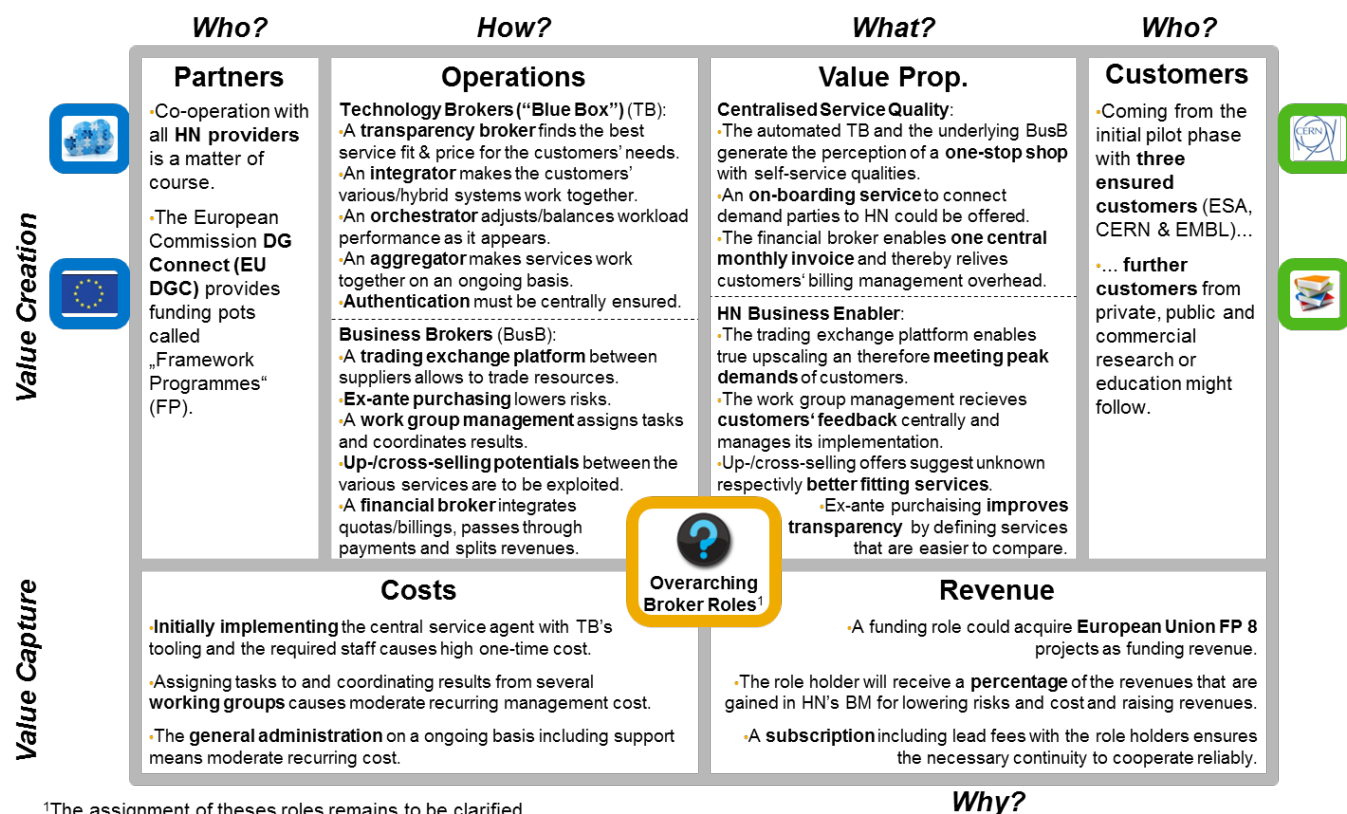 Who?
How?
What?
Who?
Value Creation
Partners
•Co-operation with
all HN providers
is a matter of
course.
•The European
Commission DG
Connect (EU
DGC) provides
funding pots
called
„Framework
Programmes“
(FP).
Operations
Technology Brokers (“Blue Box”) (TB):
•A transparency broker finds the best
service fit & price for the customers’ needs.
•An integrator makes the customers’
various/hybrid systems work together.
•An orchestrator adjusts/balances workload
performance as it appears.
•An aggregator makes services work
together on an ongoing basis.
•Authentication must be centrally ensured.
Business Brokers (BusB):
•A trading exchange platform between
suppliers allows to trade resources.
•Ex-ante purchasing lowers risks.
•A work group management assigns tasks
and coordinates results.
•Up-/cross-selling potentials between the
various services are to be exploited.
•A financial broker integrates
quotas/billings, passes through
payments and splits revenues.
Value Prop.
Centralised Service Quality:
•The automated TB and the underlying BusB
generate the perception of a one-stop shop
with self-service qualities.
•An on-boarding service to connect
demand parties to HN could be offered.
•The financial broker enables one central
monthly invoice and thereby relives
customers‘ billing management overhead.
HN Business Enabler:
•The trading exchange plattform enables
true upscaling an therefore meeting peak
demands of customers.
•The work group management recieves
customers‘ feedback centrally and
manages its implementation.
•Up-/cross-selling offers suggest unknown
respectivly better fitting services.
•Ex-ante purchaising improves
transparency by defining services
that are easier to compare.
Customers
•Coming from the
initial pilot phase
with three
ensured
customers (ESA,
CERN & EMBL)...
•... further
customers from
private, public and
commercial
research or
education might
follow.
CERN
Overarching
Broker Roles¹
Value Capture
Costs
•Initially implementing the central service agent with TB’s
tooling and the required staff causes high one-time cost.
•Assigning tasks to and coordinating results from several
working groups causes moderate recurring management cost.
•The general administration on a ongoing basis including support
means moderate recurring cost.
Revenue
•A funding role could acquire European Union FP 8
projects as funding revenue.
•The role holder will receive a percentage of the revenues that are
gained in HN’s BM for lowering risks and cost and raising revenues.
•A subscription including lead fees with the role holders ensures
the necessary continuity to cooperate reliably.
Why?
¹The assignment of theses roles remains to be clarified